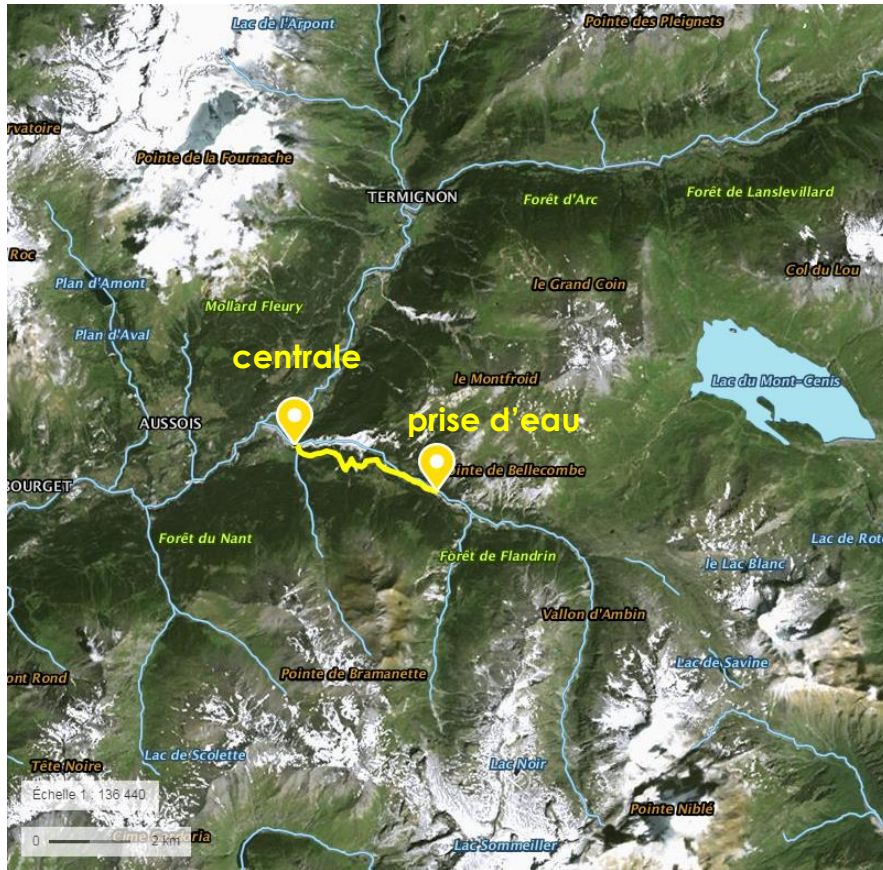 Lac de l'Arpont
Pointe des Pleignets
rvatoire
Pointe de la Fournache
TERMIGNON
Forêt d'Arc
Forêt de Lanslevillard
Roc
Col du Lou
Plan d'Amont
le Grand Coin
Mollard Fleury
Plan d'Aval
centrale
le Montfroid
Lac du Mont-Cenis
prise d'eau
AUSSOIS
ointe de Bellecombe
BOURGET
Forêt du Nant
Lac de Rot
Forêt de Flandrin
le Lac Blanc
Vallon d'Ambin
Lac de Savine
ont Rond
Pointe de Bramanette
Lac de Scolette
Tête Noire
Lac Noir
Échelle 1 : 136 440
Pointe Niblé
0
2 km
Lac Sommeiller